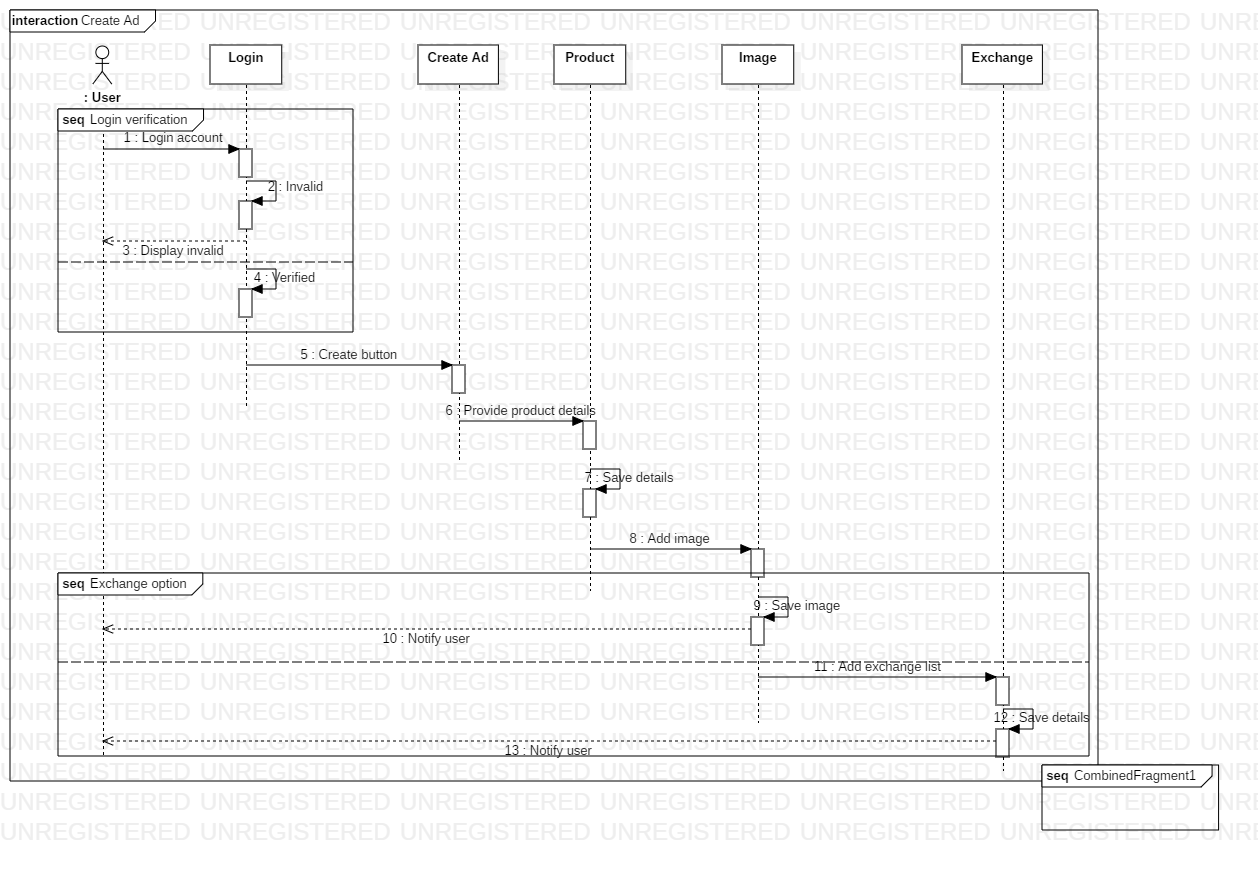 interaction Create Ad
Login
Create Ad
Product
Image
Exchange
: User
seq Login verification
1 : Login account
2 : Invalid
3 : Display invalid
4 : Verified
5 : Create button
6 : Provide product details
7 : Save details
8 : Add image
seq Exchange option
9 : Save image
10 : Notify user
11 : Add exchange list
12 : Save details
13 : Notify user
seq CombinedFragment1
UNREGISTERED